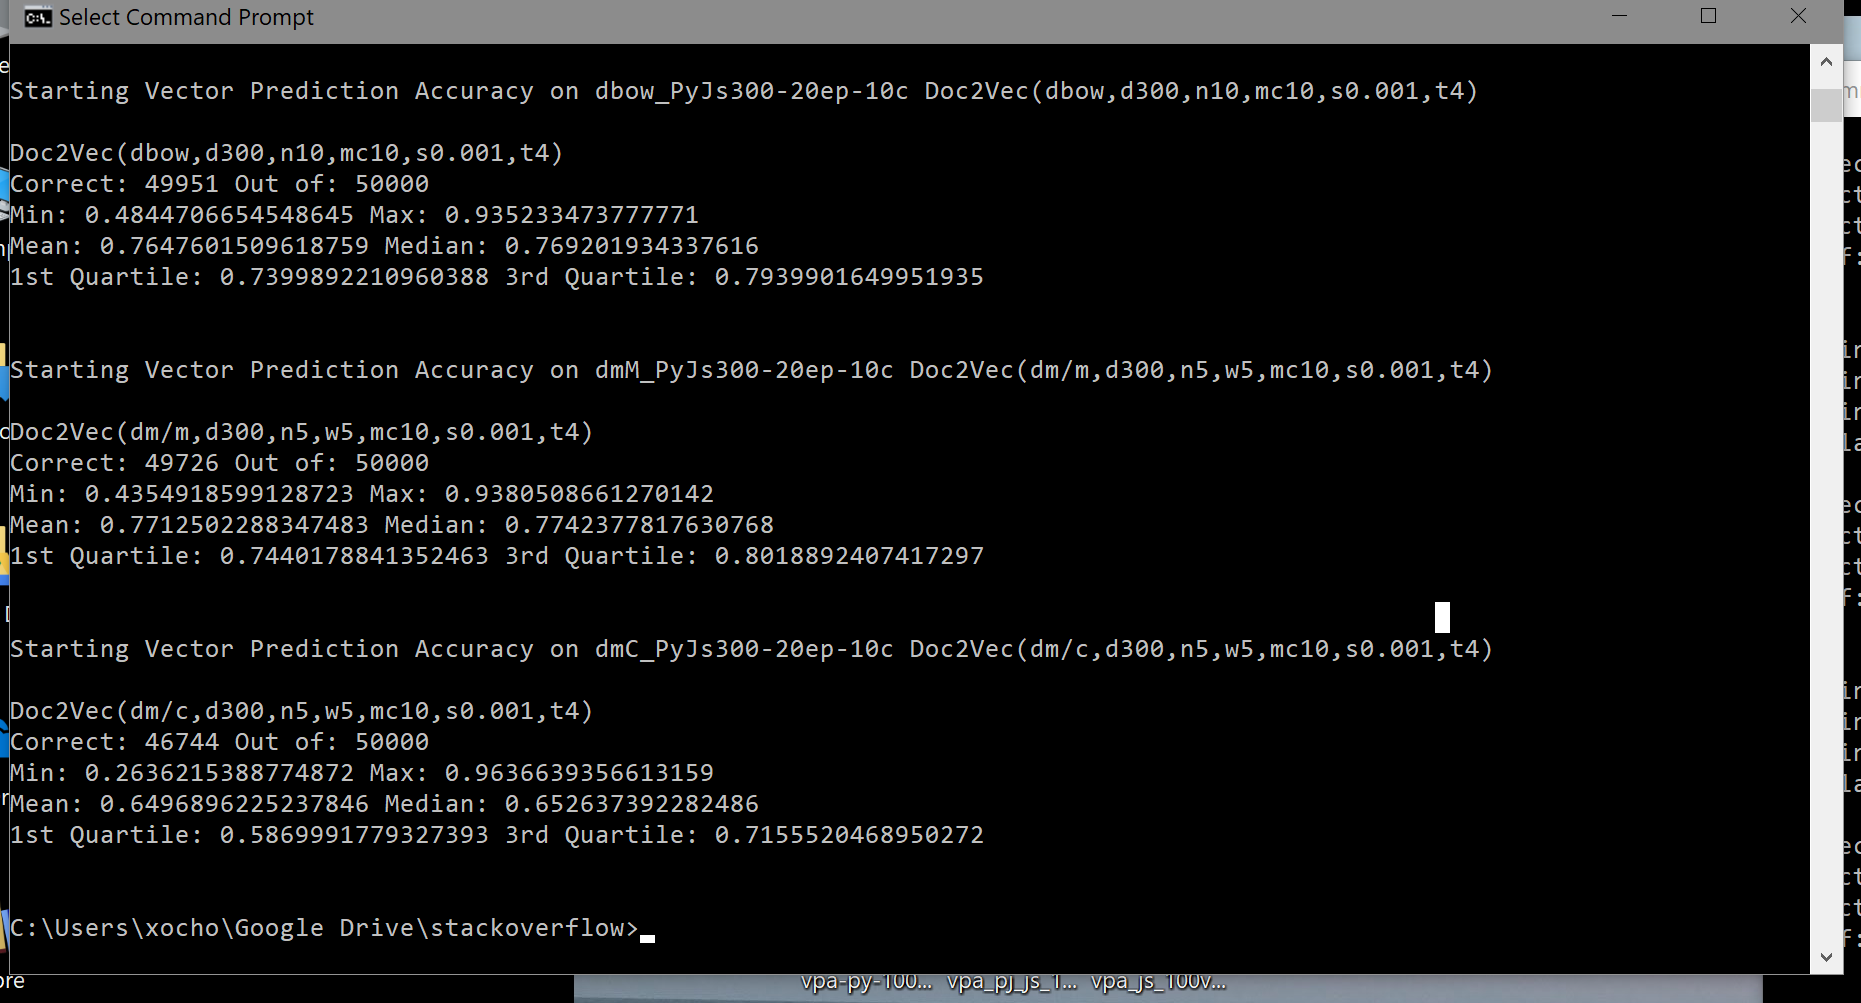 Select Command Prompt
Starting Vector Prediction Accuracy on dbow_PyJs300-20ep-10c Doc2Vec(dbow,d300,n10,mc10,s0.001,t4)
Doc2Vec(dbow,d300,n10,mc10,s0.001,t4)
Correct: 49951 Out of: 50000
Min: 0.4844706654548645 Max: 0.935233473777771
Mean: 0.7647601509618759 Median: 0.769201934337616
1st Quartile: 0.7399892210960388 3rd Quartile: 0.7939901649951935
Starting Vector Prediction Accuracy on dmM_PyJs300-20ep-10c Doc2Vec(dm/m,d300,n5,w5,mc10,s0.001,t4)
Doc2Vec(dm/m,d300,n5,w5,mc10,s0.001,t4)
Correct: 49726 Out of: 50000
Min: 0.4354918599128723 Max: 0.9380508661270142
Mean: 0.7712502288347483 Median: 0.7742377817630768
1st Quartile: 0.7440178841352463 3rd Quartile: 0.8018892407417297
Starting Vector Prediction Accuracy on dmC_PyJs300-20ep-10c Doc2Vec(dm/c,d300,n5,w5,mc10,s0.001,t4)
Doc2Vec(dm/c,d300,n5,w5,mc10,s0.001,t4)
Correct: 46744 Out of: 50000
Min: 0.2636215388774872 Max: 0.9636639356613159
Mean: 0.6496896225237846 Median: 0.652637392282486
1st Quartile: 0.5869991779327393 3rd Quartile: 0.7155520468950272
C:\Users\xocho\Google Drive\stackoverflow>
vpa-py-100... vpa_pj_js_1... vpa_js_100v...